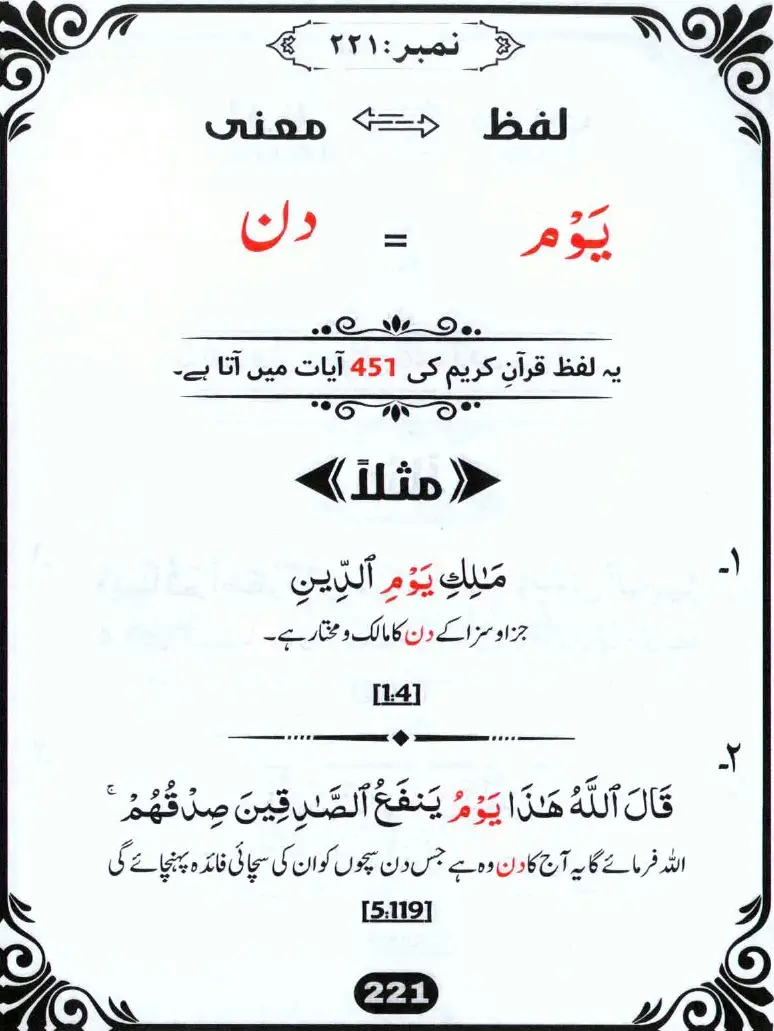 نمبر: ۲۲۱
لفظ ⇐⇒ معنی
يَوْم = دن
یہ لفظ قرآنِ کریم کی 451 آیات میں آتا ہے۔
مثلاً
۱۔
مَـٰلِكِ يَوْمِ ٱلدِّينِ
جزا و سزا کے دن کا مالک و مختار ہے۔
[1:4]
۲۔
قَالَ ٱللَّهُ هَـٰذَا يَوْمُ يَنفَعُ ٱلصَّـٰدِقِينَ صِدْقُهُمْ ۚ
اللہ فرمائے گا یہ آج کا دن وہ ہے جس دن سچوں کو ان کی سچائی فائدہ پہنچائے گی
[5:119]
221